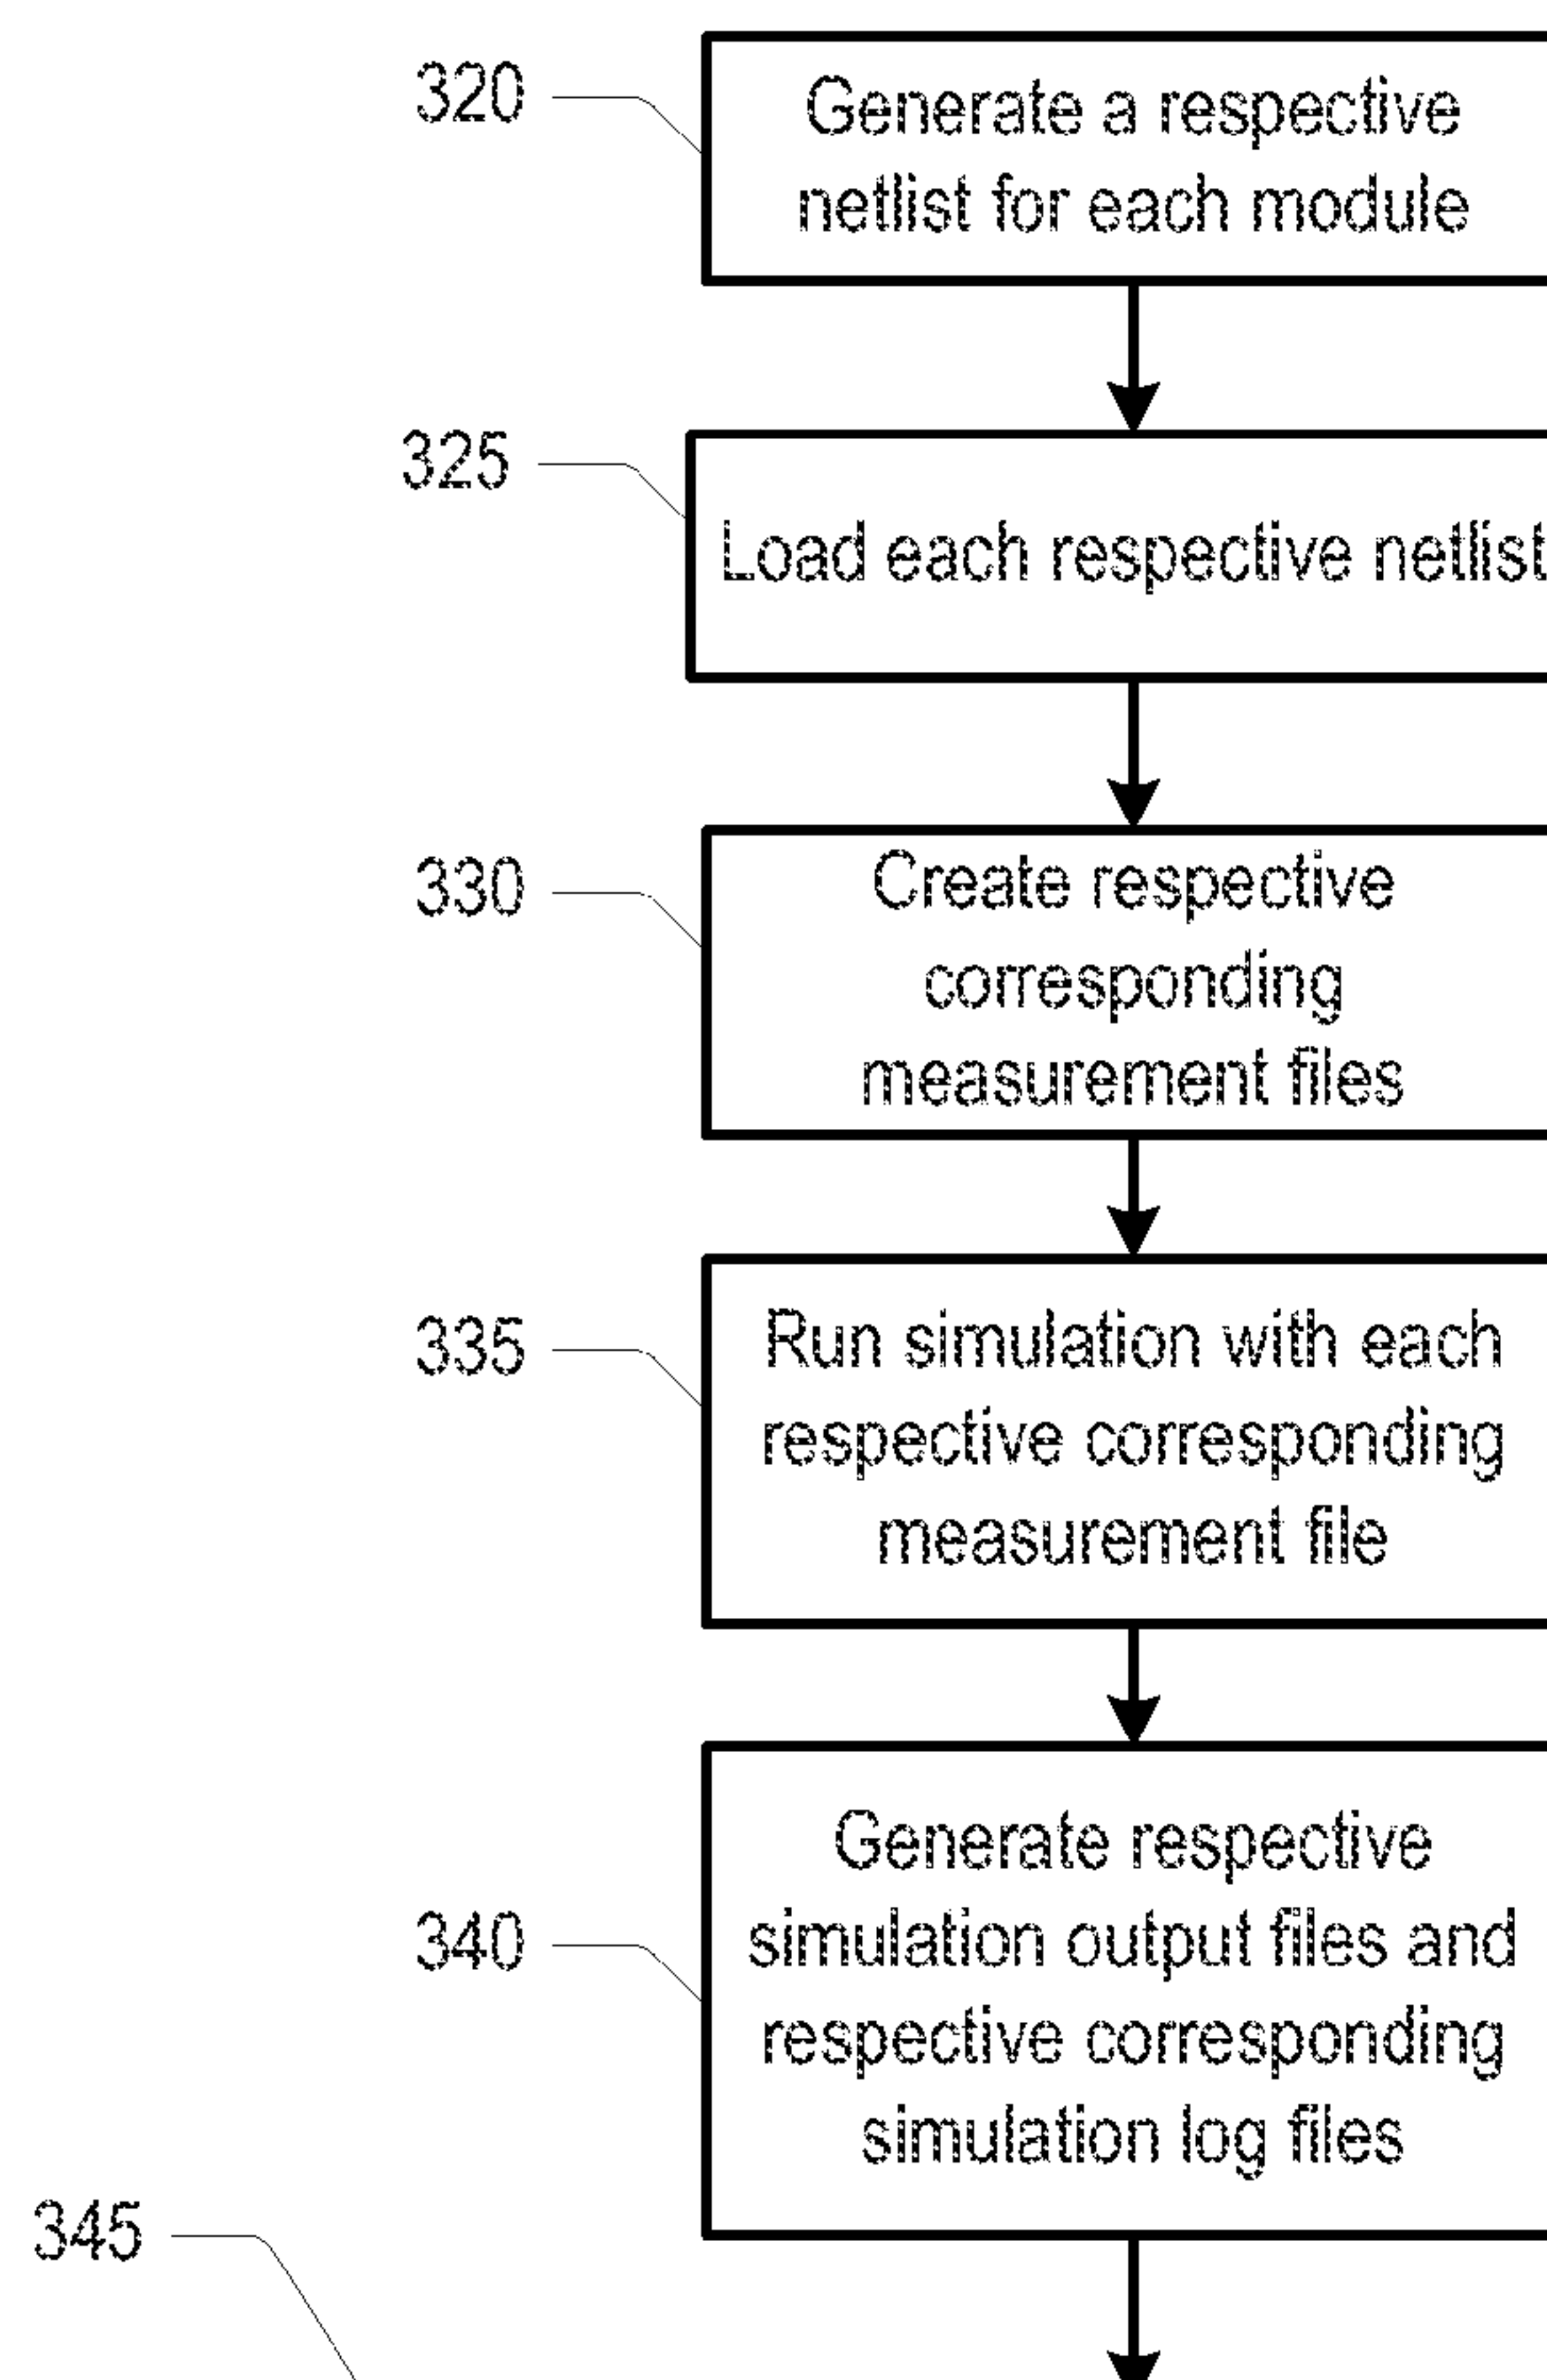 320
Generate a respective
netlist for each module
325
Load each respective netlist
330
Create respective
corresponding
measurement files
335
Run simulation with each
respective corresponding
measurement file
340
Generate respective
simulation output files and
respective corresponding
simulation log files
345